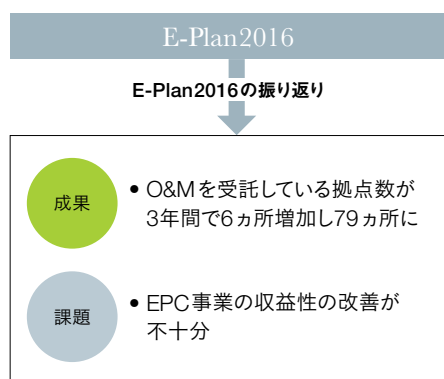 E-Plan2016
E-Plan2016の振り返り
成果
• O&Mを受託している拠点数が
3年間で6ヵ所増加し79ヵ所に
課題
• EPC事業の収益性の改善が
不十分